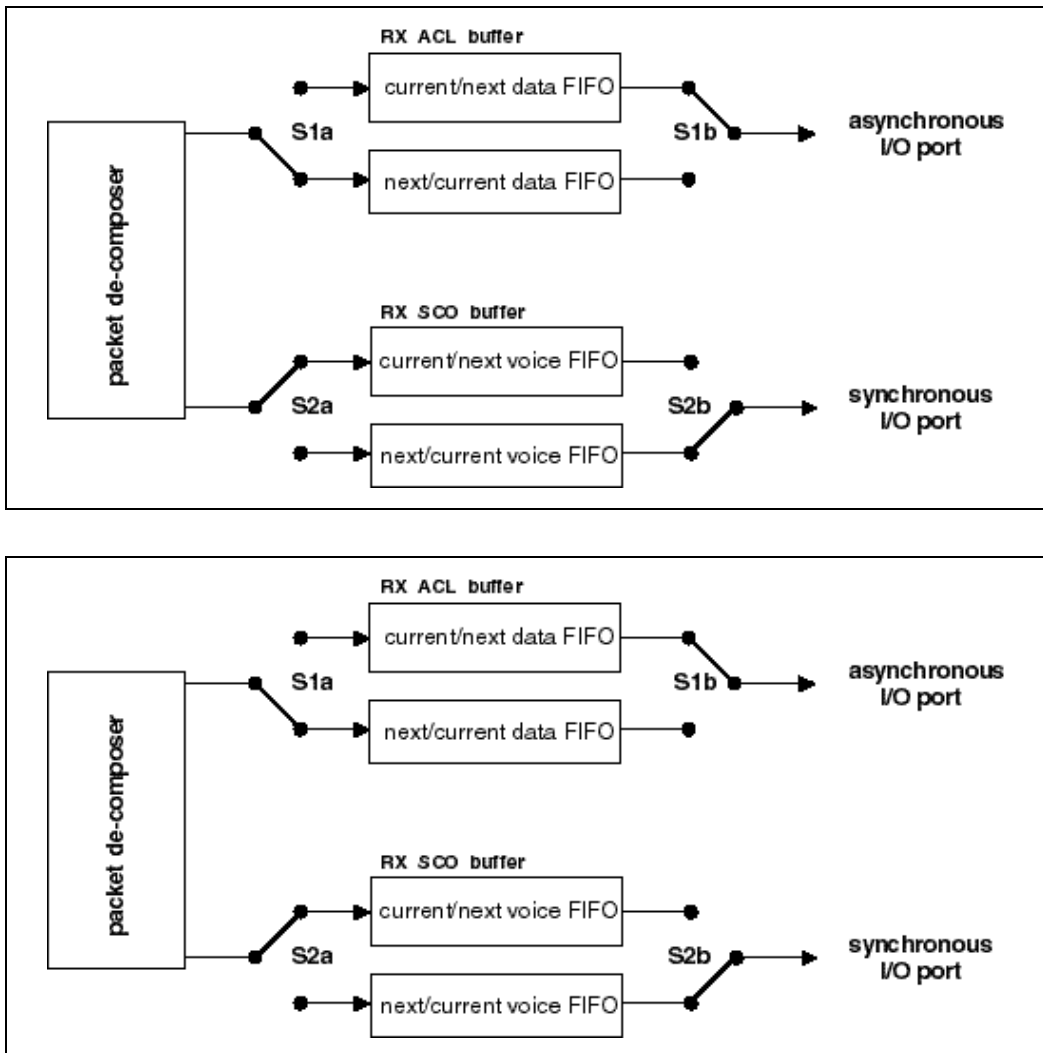 RX ACL buffer
current/next data FIFO
S1a
S1b
asynchronous
I/O port
next/current data FIFO
packet de-composer
RX SCO buffer
current/next voice FIFO
S2a
S2b
synchronous
I/O port
next/current voice FIFO
RX ACL buffer
current/next data FIFO
S1a
S1b
asynchronous
I/O port
next/current data FIFO
packet de-composer
RX SCO buffer
current/next voice FIFO
S2a
S2b
synchronous
I/O port
next/current voice FIFO